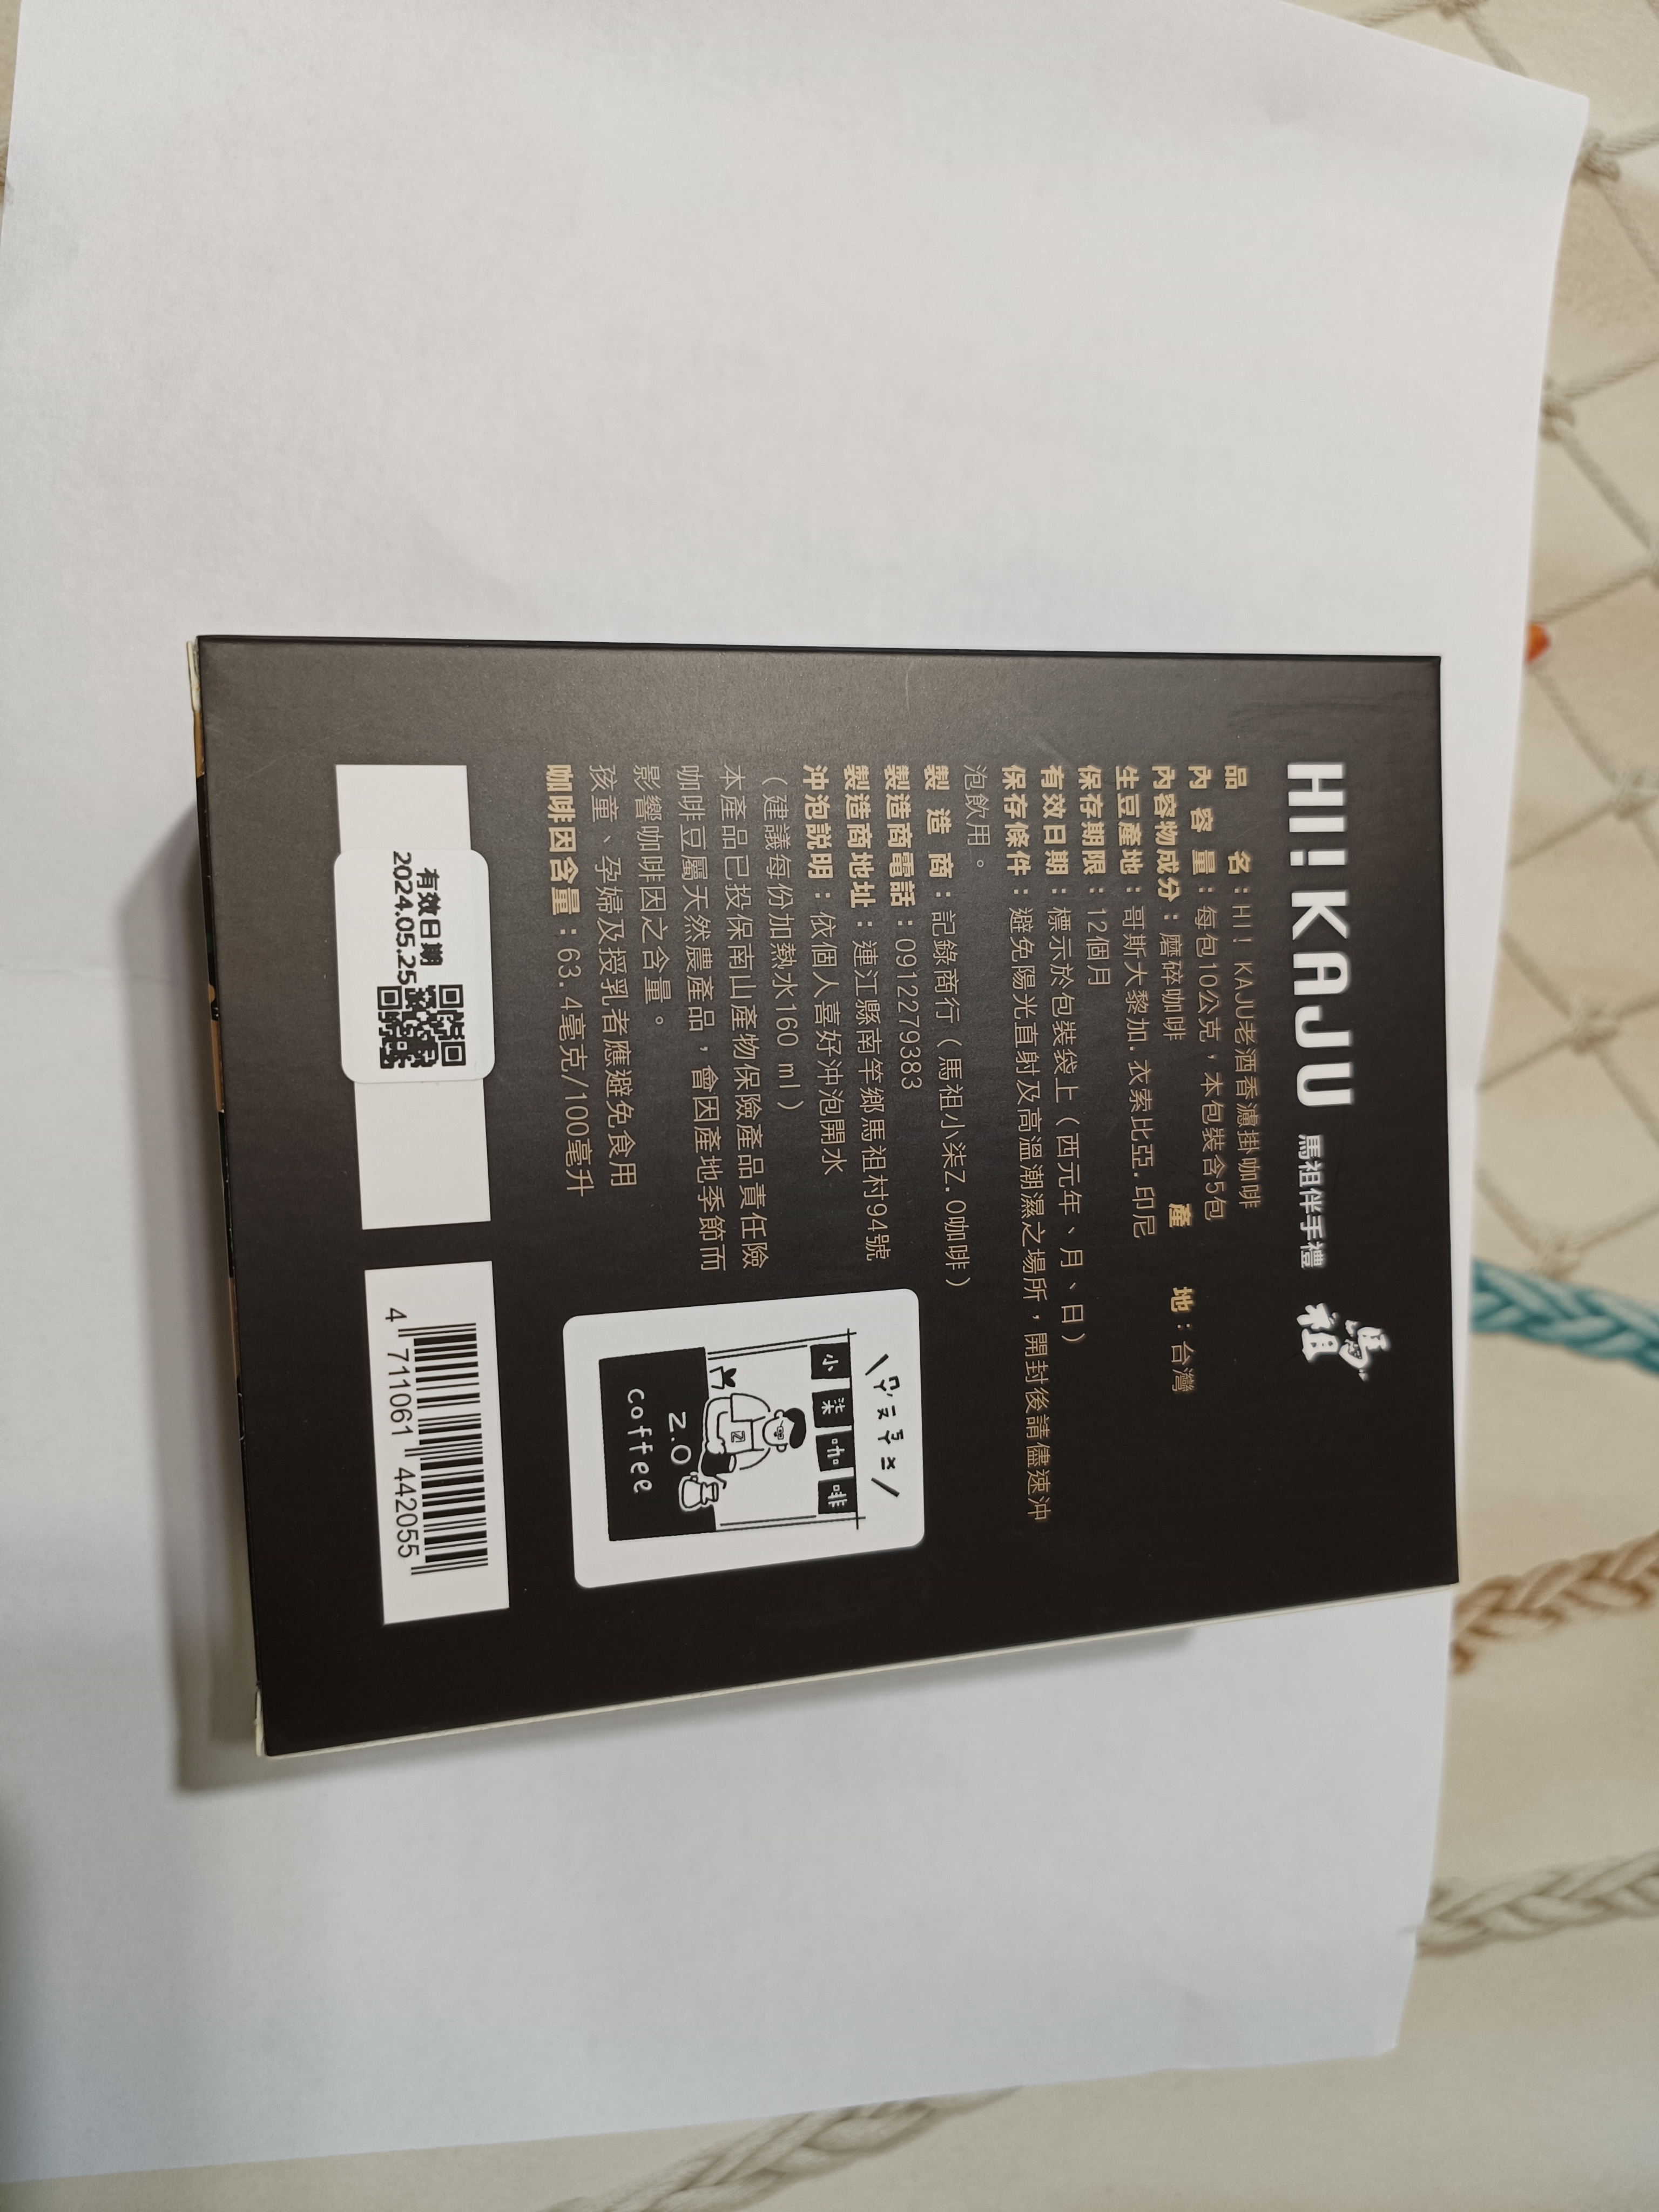 HI! KAJU 馬祖伴手禮 馬祖
品名：HI! KAJU老酒香濾掛咖啡
內容量：每包10公克，本包裝含5包
內容物成分：磨碎咖啡 產地：台灣
生豆產地：哥斯大黎加.衣索比亞.印尼
保存期限：12個月
有效日期：標示於包裝袋上（西元年、月、日）
保存條件：避免陽光直射及高溫潮濕之場所，開封後請儘速沖
泡飲用。
製造商：記錄商行（馬祖小柒Z.O咖啡）
製造商電話：0912279383
製造商地址：連江縣南竿鄉馬祖村94號
沖泡説明：依個人喜好沖泡開水
（建議每份加熱水160 ml）
本產品已投保南山產物保險產品責任險
咖啡豆屬天然農產品，會因產地季節而
影響咖啡因之含量。
孩童、孕婦及授乳者應避免食用
咖啡因含量：63.4毫克/100毫升
小柒咖啡
Z.O
coffee
有效日期
2024.05.25
4 711061 442055